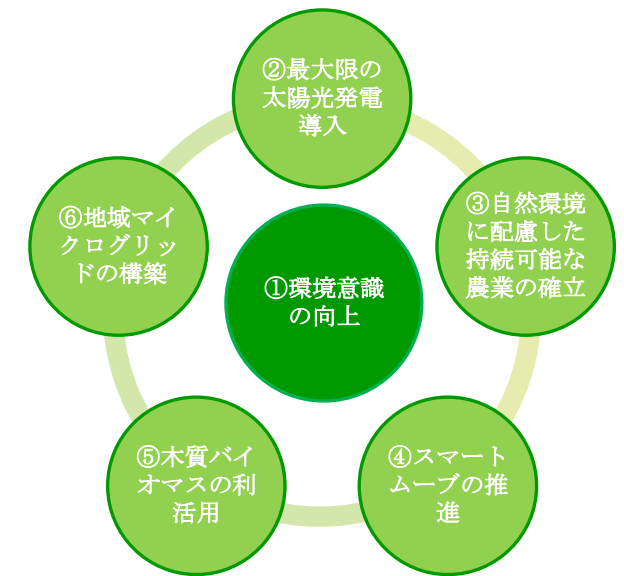 ①環境意識
の向上
②最大限の
太陽光発電
導入
③自然環境
に配慮した
持続可能な
農業の確立
④スマート
ムーブの推
進
⑤木質バイ
オマスの利
活用
⑥地域マイ
クログリッ
ドの構築